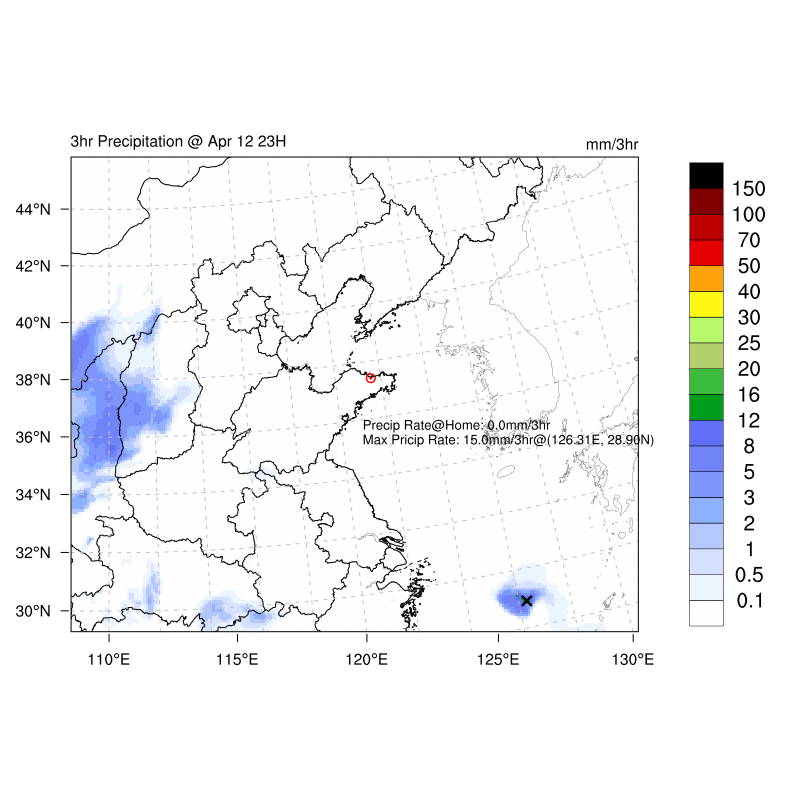 3hr Precipitation @ Apr 12 23H
mm/3hr
44°N
42°N
40°N
38°N
36°N
34°N
32°N
30°N
110°E
115°E
120°E
125°E
130°E
Precip Rate@Home: 0.0mm/3hr
Max Pricip Rate: 15.0mm/3hr@(126.31E, 28.90N)
150
100
70
50
40
30
25
20
16
12
8
5
3
2
1
0.5
0.1